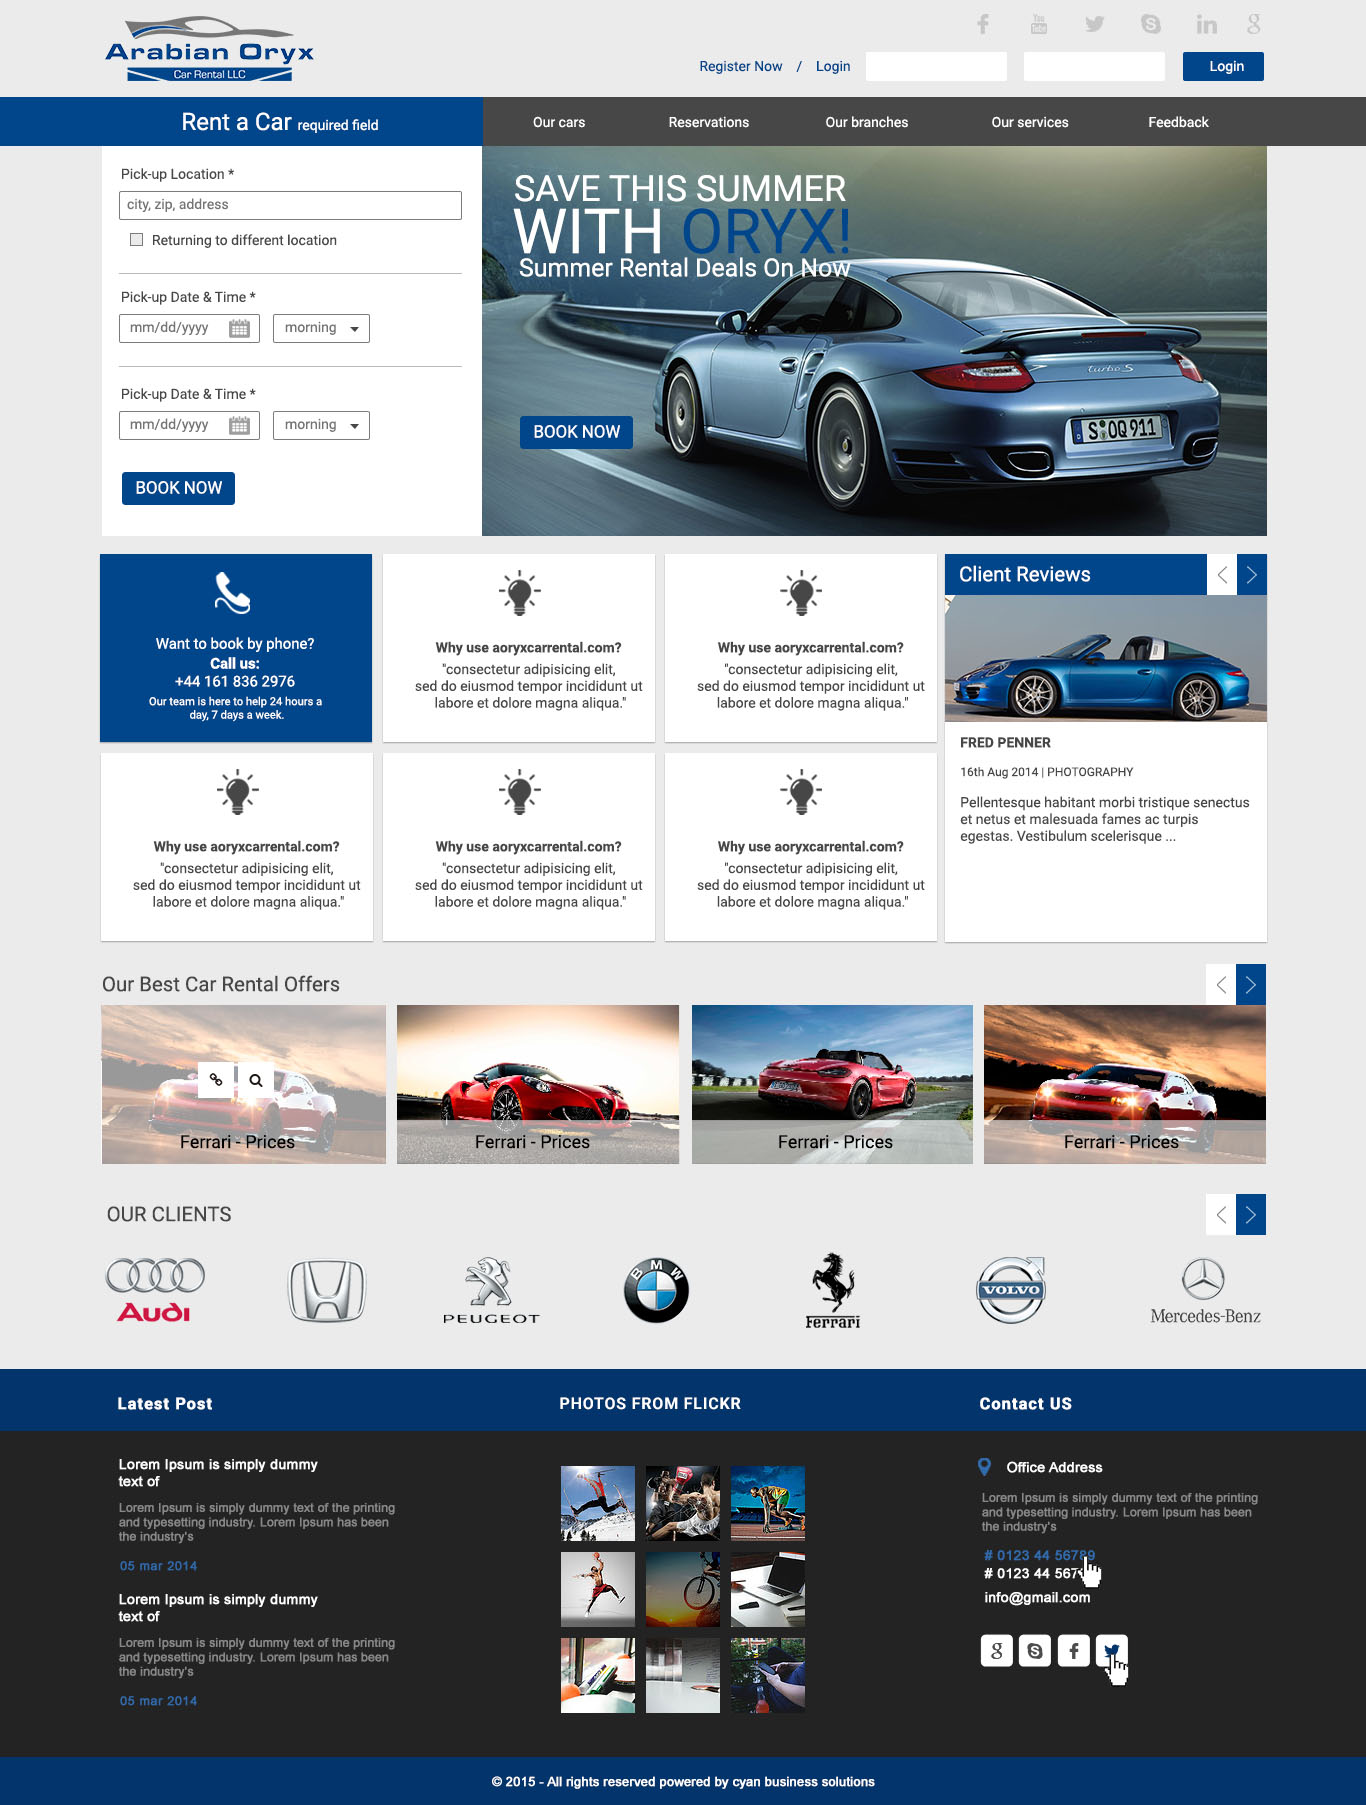 Arabian Oryx
Car Rental LLC
You
Tube
Register Now / Login
Login
Rent a Car required field
Our cars
Reservations
Our branches
Our services
Feedback
Pick-up Location *
city, zip, address
Returning to different location
Pick-up Date & Time *
mm/dd/yyyy
morning
Pick-up Date & Time *
mm/dd/yyyy
morning
BOOK NOW
SAVE THIS SUMMER
WITH ORYX!
Summer Rental Deals On Now
BOOK NOW
turbo S
S OQ 911
Want to book by phone?
Call us:
+44 161 836 2976
Our team is here to help 24 hours a
day, 7 days a week.
Why use aoryxcarrental.com?
"consectetur adipisicing elit,
sed do eiusmod tempor incididunt ut
labore et dolore magna aliqua."
Why use aoryxcarrental.com?
"consectetur adipisicing elit,
sed do eiusmod tempor incididunt ut
labore et dolore magna aliqua."
Client Reviews
FRED PENNER
16th Aug 2014 | PHOTOGRAPHY
Pellentesque habitant morbi tristique senectus
et netus et malesuada fames ac turpis
egestas. Vestibulum scelerisque ...
Why use aoryxcarrental.com?
"consectetur adipisicing elit,
sed do eiusmod tempor incididunt ut
labore et dolore magna aliqua."
Why use aoryxcarrental.com?
"consectetur adipisicing elit,
sed do eiusmod tempor incididunt ut
labore et dolore magna aliqua."
Why use aoryxcarrental.com?
"consectetur adipisicing elit,
sed do eiusmod tempor incididunt ut
labore et dolore magna aliqua."
Our Best Car Rental Offers
Ferrari - Prices
Ferrari - Prices
Ferrari - Prices
Ferrari - Prices
OUR CLIENTS
Audi
PEUGEOT
BMW
Ferrari
VOLVO
Mercedes-Benz
Latest Post
Lorem Ipsum is simply dummy
text of
Lorem Ipsum is simply dummy text of the printing
and typesetting industry. Lorem Ipsum has been
the industry's
05 mar 2014
Lorem Ipsum is simply dummy
text of
Lorem Ipsum is simply dummy text of the printing
and typesetting industry. Lorem Ipsum has been
the industry's
05 mar 2014
PHOTOS FROM FLICKR
Contact US
Office Address
Lorem Ipsum is simply dummy text of the printing
and typesetting industry. Lorem Ipsum has been
the industry's
# 0123 44 56789
# 0123 44 567
info@gmail.com
© 2015 - All rights reserved powered by cyan business solutions